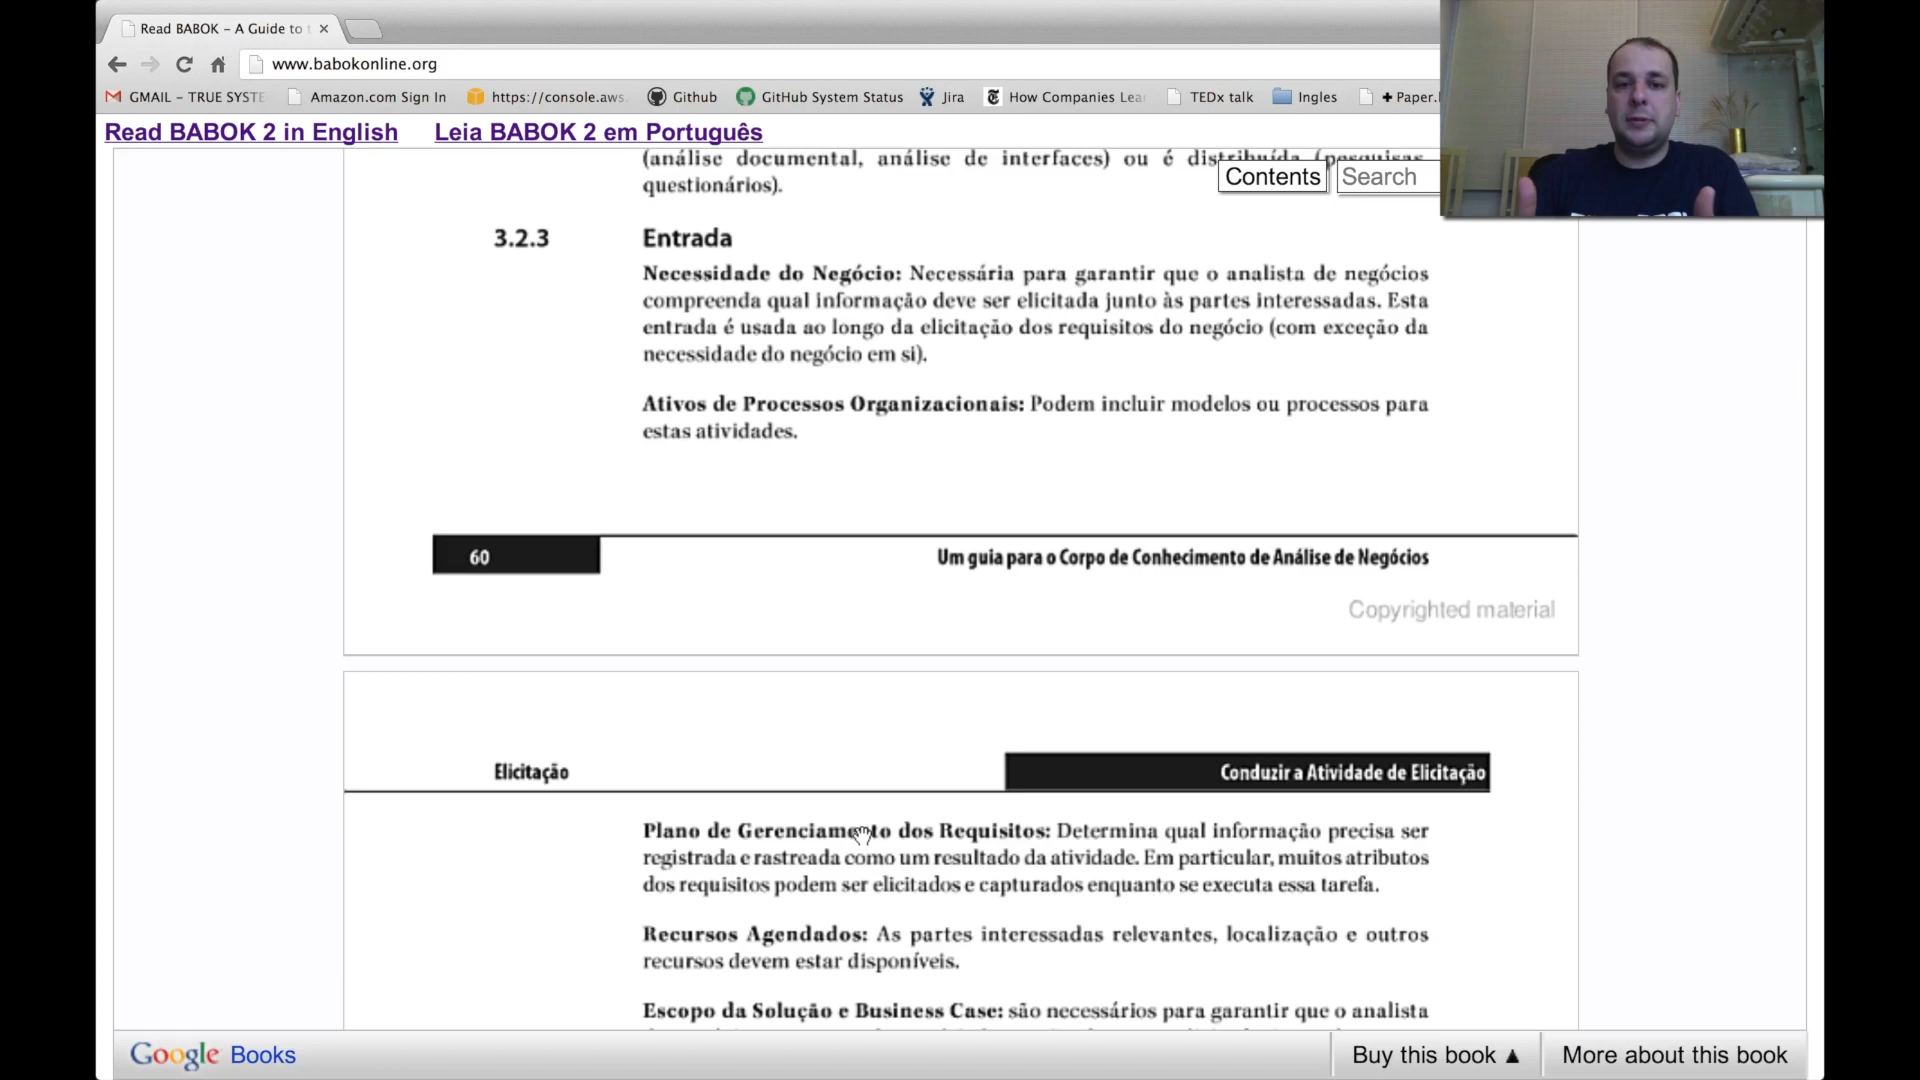 Read BABOK – A Guide to t
www.babokonline.org
GMAIL – TRUE SYSTE Amazon.com Sign In https://console.aws. Github GitHub System Status Jira How Companies Lea TEDx talk Ingles + Paper.
Read BABOK 2 in English Leia BABOK 2 em Português
(análise documental, análise de interfaces) ou é distribuída (pesquisas,
questionários).
Contents Search
3.2.3 Entrada
Necessidade do Negócio: Necessária para garantir que o analista de negócios
compreenda qual informação deve ser elicitada junto às partes interessadas. Esta
entrada é usada ao longo da elicitação dos requisitos do negócio (com exceção da
necessidade do negócio em si).
Ativos de Processos Organizacionais: Podem incluir modelos ou processos para
estas atividades.
60 Um guia para o Corpo de Conhecimento de Análise de Negócios
Copyrighted material
Elicitação Conduzir a Atividade de Elicitação
Plano de Gerenciamento dos Requisitos: Determina qual informação precisa ser
registrada e rastreada como um resultado da atividade. Em particular, muitos atributos
dos requisitos podem ser elicitados e capturados enquanto se executa essa tarefa.
Recursos Agendados: As partes interessadas relevantes, localização e outros
recursos devem estar disponíveis.
Escopo da Solução e Business Case: são necessários para garantir que o analista
Google Books Buy this book ▲ More about this book